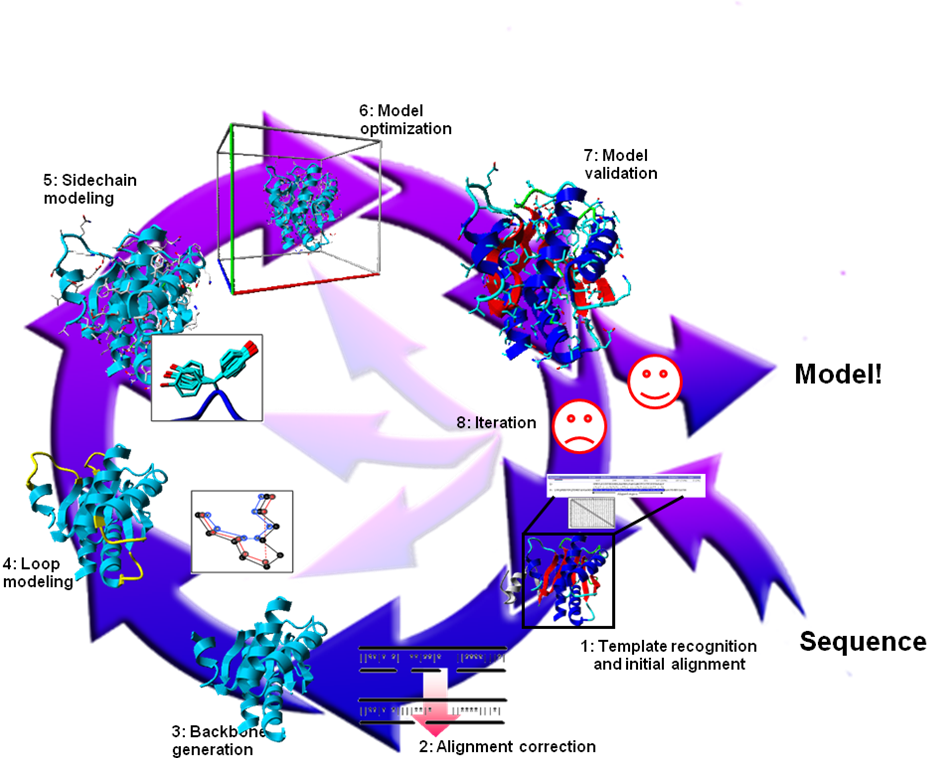 6: Model
optimization
7: Model
validation
5: Sidechain
modeling
Model!
8: Iteration
4: Loop
modeling
Sequence
1: Template recognition
and initial alignment
3: Backbone
generation
2: Alignment correction